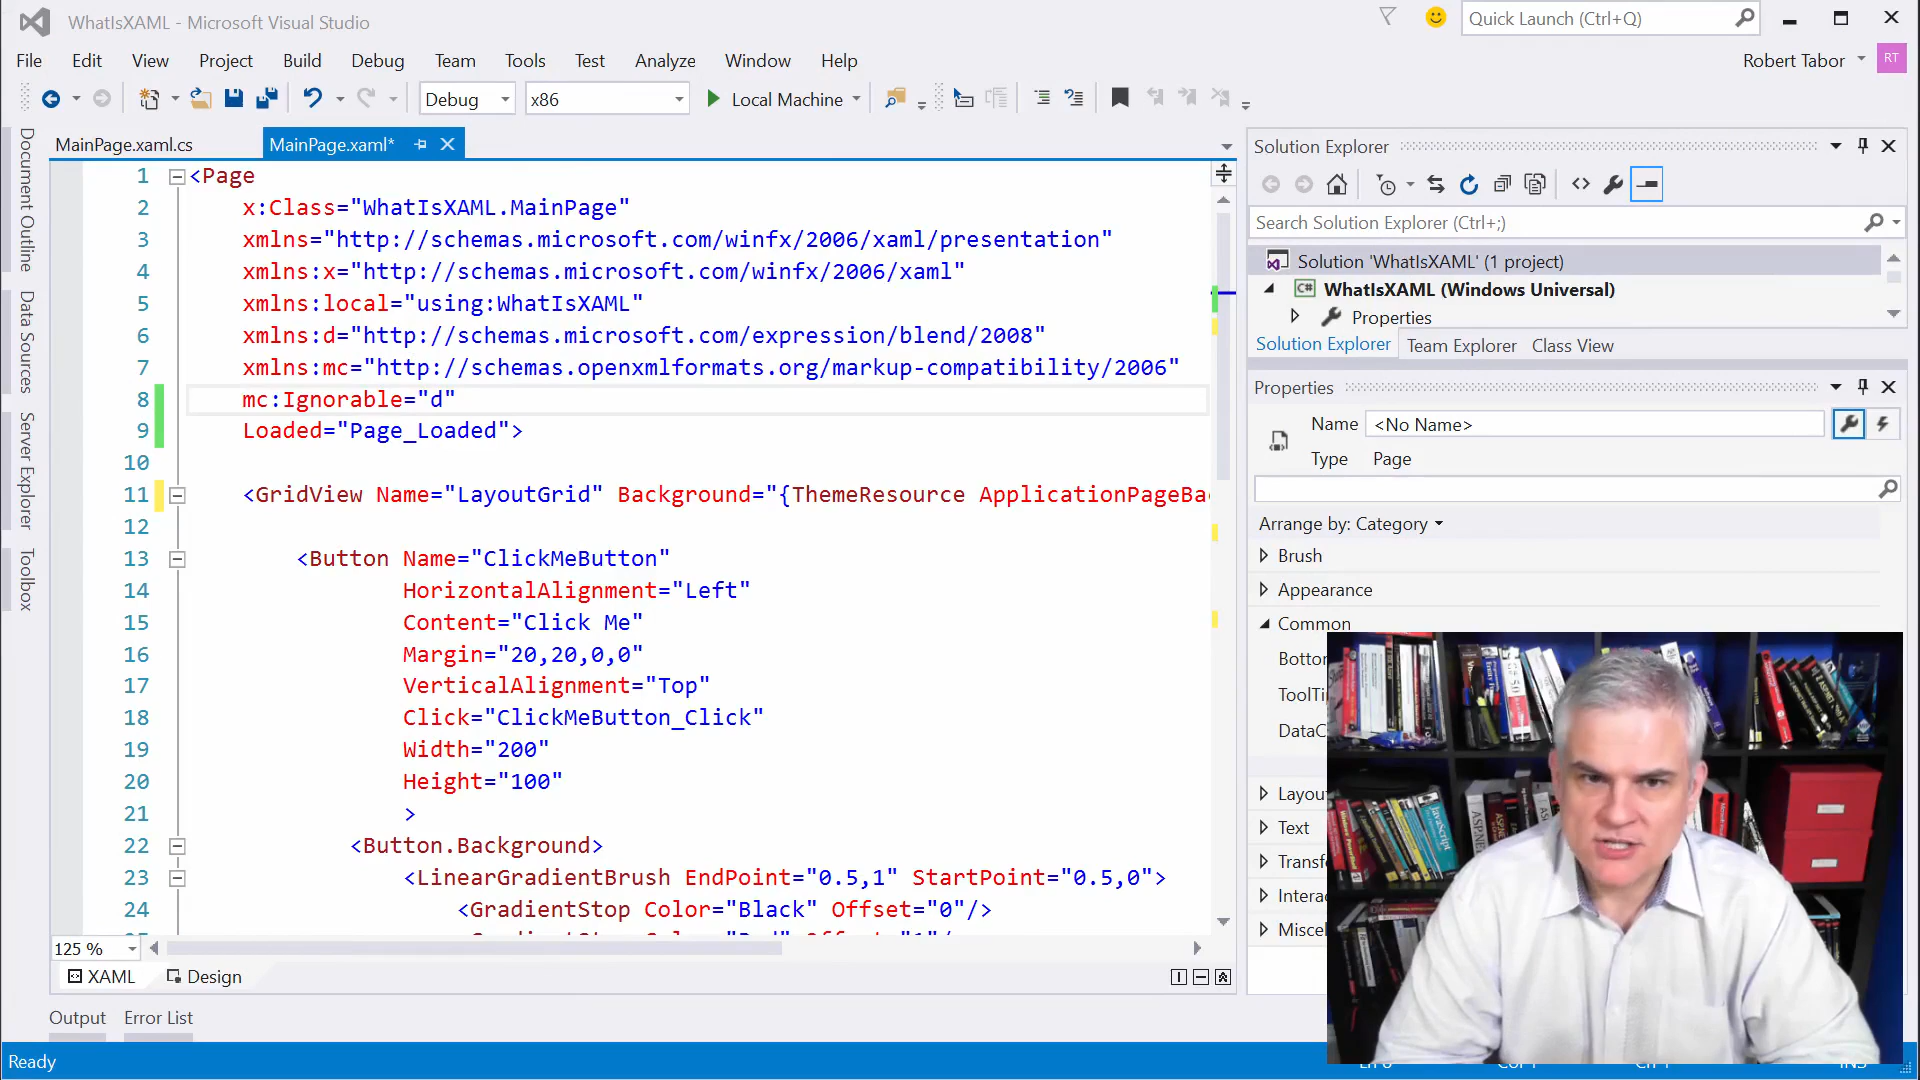 WhatIsXAML - Microsoft Visual Studio
Quick Launch (Ctrl+Q)
File Edit View Project Build Debug Team Tools Test Analyze Window Help
Robert Tabor RT
Debug x86 Local Machine
Document Outline
Data Sources
Server Explorer
Toolbox
MainPage.xaml.cs MainPage.xaml*
1 <Page
2 x:Class="WhatIsXAML.MainPage"
3 xmlns="http://schemas.microsoft.com/winfx/2006/xaml/presentation"
4 xmlns:x="http://schemas.microsoft.com/winfx/2006/xaml"
5 xmlns:local="using:WhatIsXAML"
6 xmlns:d="http://schemas.microsoft.com/expression/blend/2008"
7 xmlns:mc="http://schemas.openxmlformats.org/markup-compatibility/2006"
8 mc:Ignorable="d"
9 Loaded="Page_Loaded">
10
11 <GridView Name="LayoutGrid" Background="{ThemeResource ApplicationPageBa
12
13 <Button Name="ClickMeButton"
14 HorizontalAlignment="Left"
15 Content="Click Me"
16 Margin="20,20,0,0"
17 VerticalAlignment="Top"
18 Click="ClickMeButton_Click"
19 Width="200"
20 Height="100"
21 >
22 <Button.Background>
23 <LinearGradientBrush EndPoint="0.5,1" StartPoint="0.5,0">
24 <GradientStop Color="Black" Offset="0"/>
125 %
XAML Design
Output Error List
Ready
Solution Explorer
Search Solution Explorer (Ctrl+;)
Solution 'WhatIsXAML' (1 project)
C# WhatIsXAML (Windows Universal)
Properties
Solution Explorer Team Explorer Class View
Properties
Name <No Name>
Type Page
Arrange by: Category
Brush
Appearance
Common
Botto
ToolTi
DataC
Layou
Text
Transf
Interac
Miscel